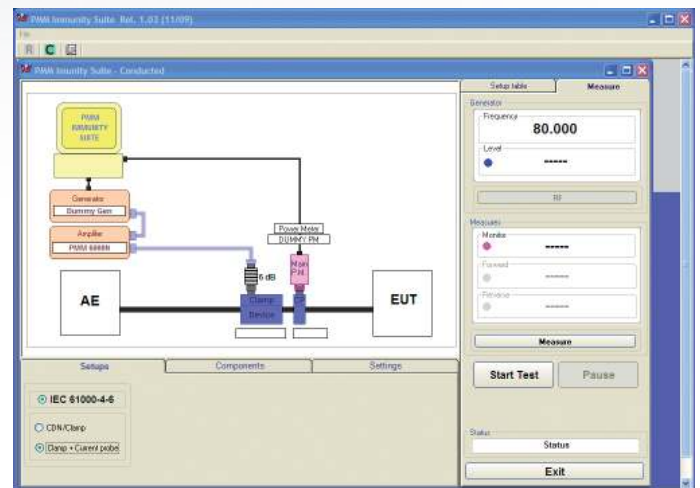 PMM Immunity Suite Rel. 1.03 (11/09)
File
R C
PMM Imunity Suite - Conducted
Setup table Measure
Generator
Frequency
80.000
Level
-----
RF
Measures
Monitor
-----
Forward
-----
Reverse
-----
Measure
Start Test Pause
Status
Status
Exit
PMM
IMMUNITY
SUITE
Generator
Dummy Gen
Amplifier
PMM 6000N
Power Meter
DUMMY PM
6 dB
Main
P.M.
AE
Clamp
Device
CP
EUT
Setups Components Settings
IEC 61000-4-6
CDN/Clamp
Clamp + Current probe